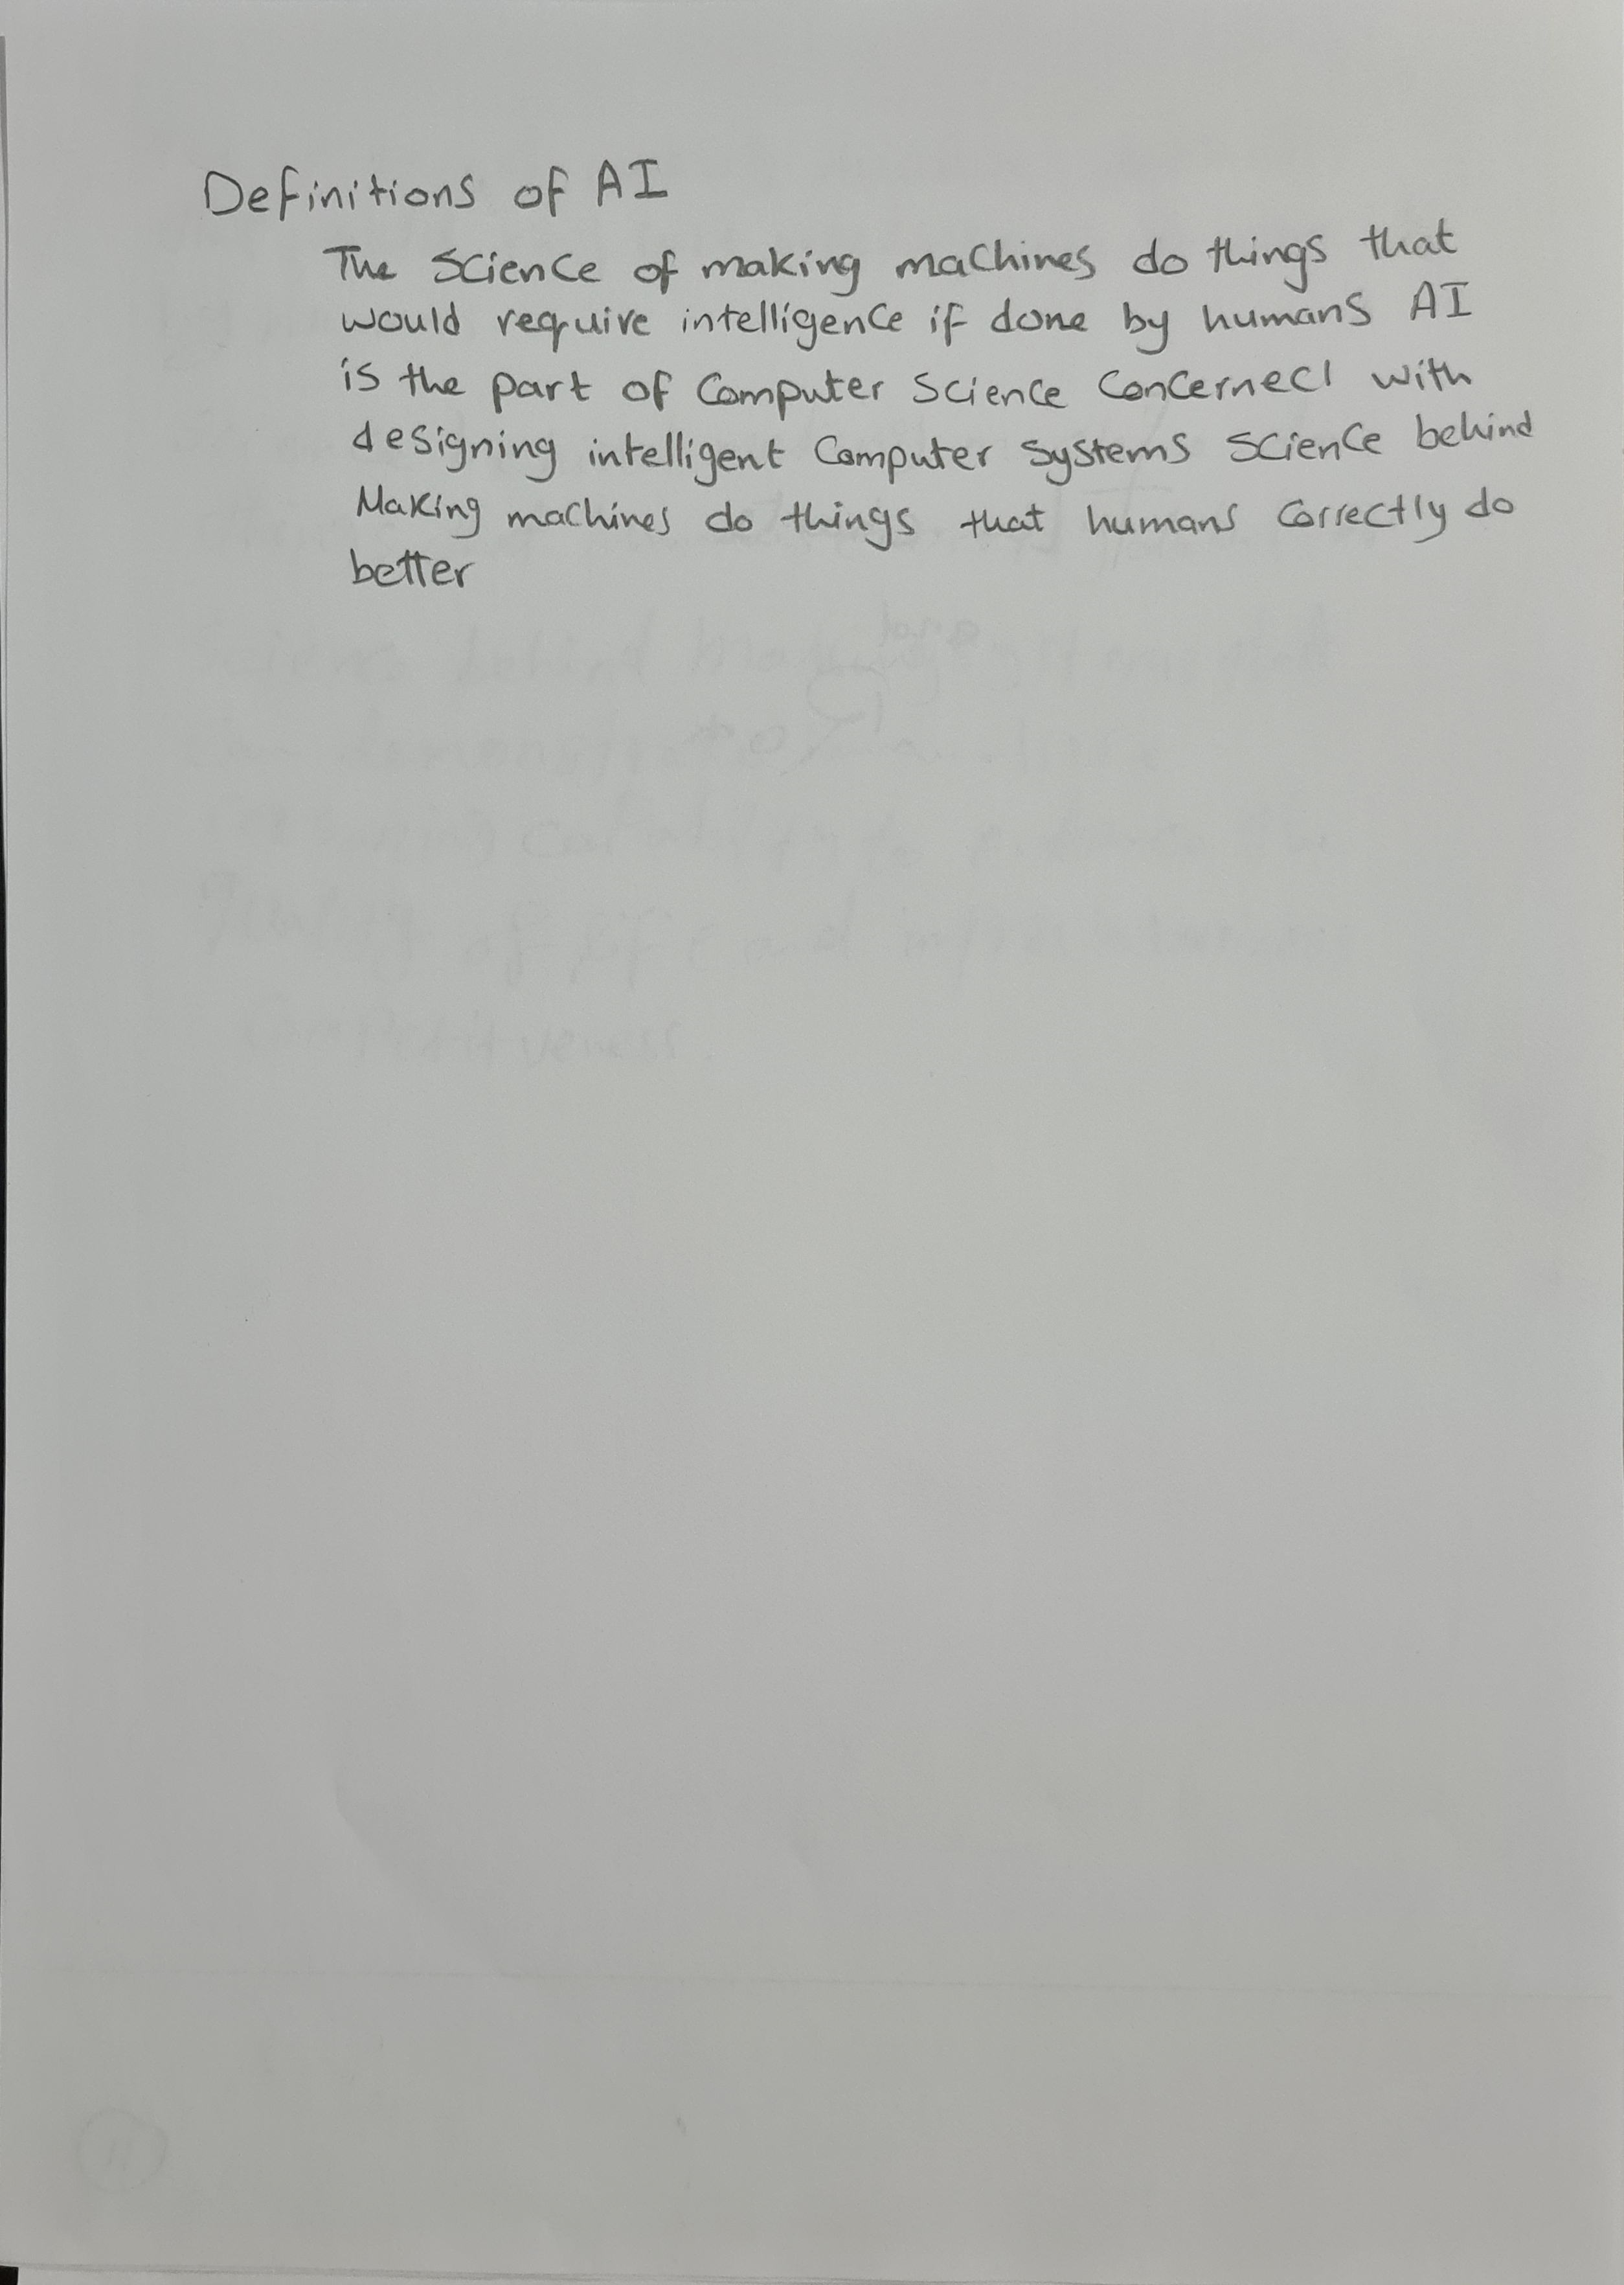 Definitions of AI
The Science of making machines do things that
would require intelligence if done by humans AI
is the part of Computer Science Concerned with
designing intelligent Computer Systems Science behind
Making machines do things that humans Correctly do
better